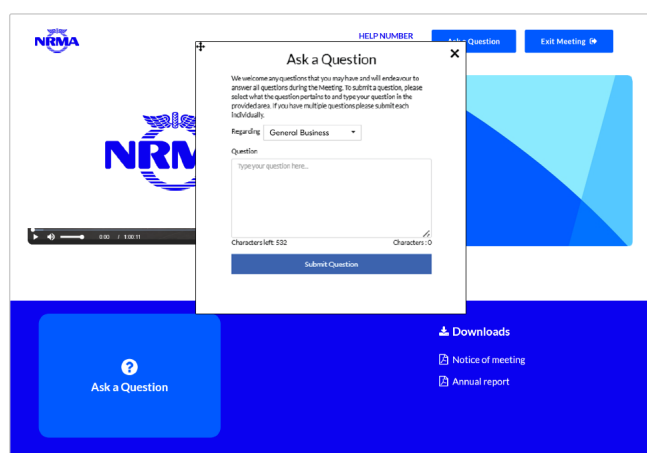 NRMA
HELP NUMBER
Question
Exit Meeting
Ask a Question
We welcome any questions that you may have and will endeavour to
answer all questions during the Meeting. To submit a question, please
select what the question pertains to and type your question in the
provided area. If you have multiple questions please submit each
individually.
Regarding General Business
Question
Type your question here...
Characters left: 532 Characters : 0
Submit Question
NRM
0:00 / 1:00:11
Ask a Question
Downloads
Notice of meeting
Annual report